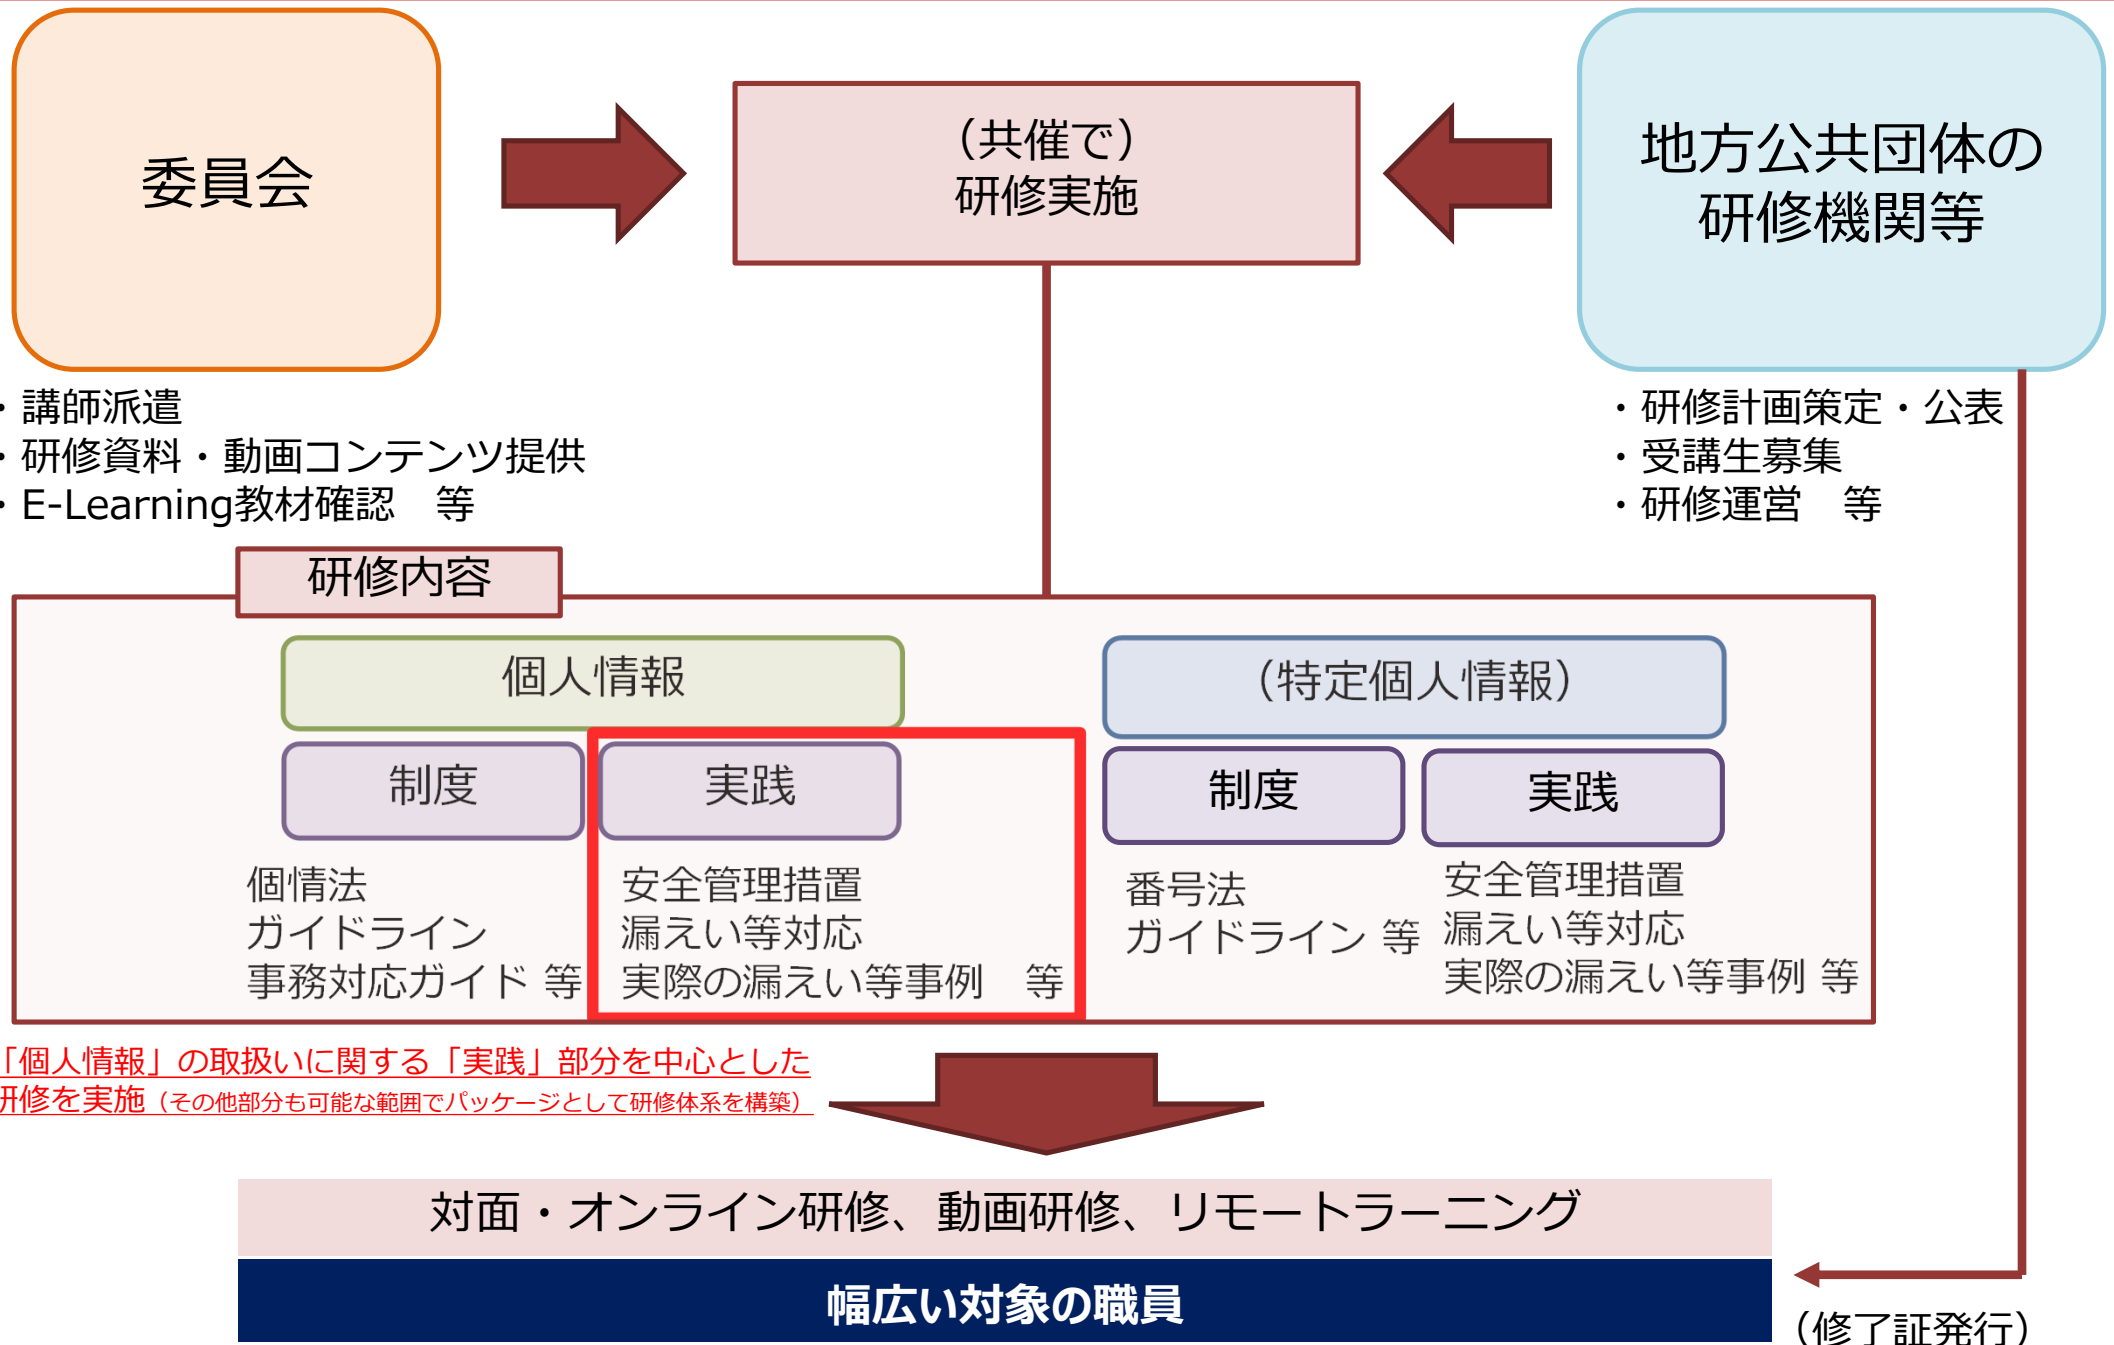 委員会
（共催で）
研修実施
地方公共団体の
研修機関等
・講師派遣
・研修資料・動画コンテンツ提供
・E-Learning教材確認　等
・研修計画策定・公表
・受講生募集
・研修運営　等
研修内容
個人情報
（特定個人情報）
制度
実践
制度
実践
個情法
ガイドライン
事務対応ガイド 等
安全管理措置
漏えい等対応
実際の漏えい等事例　等
番号法
ガイドライン 等
安全管理措置
漏えい等対応
実際の漏えい等事例 等
「個人情報」の取扱いに関する「実践」部分を中心とした
研修を実施（その他部分も可能な範囲でパッケージとして研修体系を構築）
対面・オンライン研修、動画研修、リモートラーニング
幅広い対象の職員
（修了証発行）